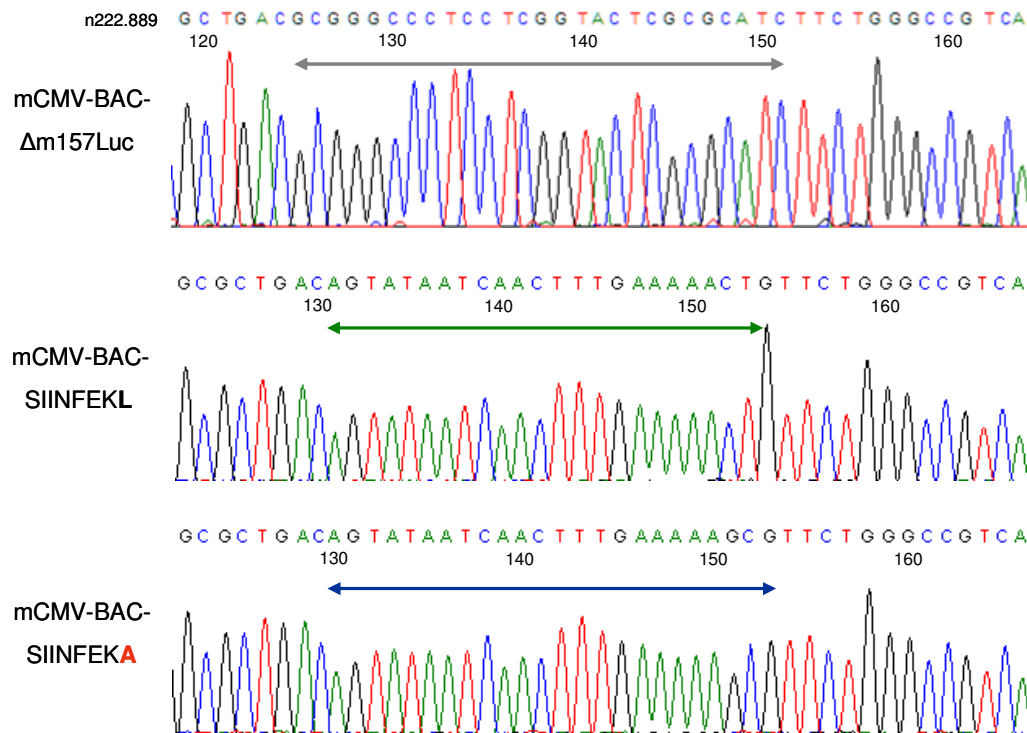 n222.889 G C T G A C G C G G G C C C T C C T C G G T A C T C G C G C A T C T T C T G G G C C G T C A
120 130 140 150 160
mCMV-BAC-
Δm157Luc
G C G C T G A C A G T A T A A T C A A C T T T G A A A A A C T G T T C T G G G C C G T C A
130 140 150 160
mCMV-BAC-
SIINFEKL
G C G C T G A C A G T A T A A T C A A C T T T G A A A A A G C G T T C T G G G C C G T C A
130 140 150 160
mCMV-BAC-
SIINFEKA